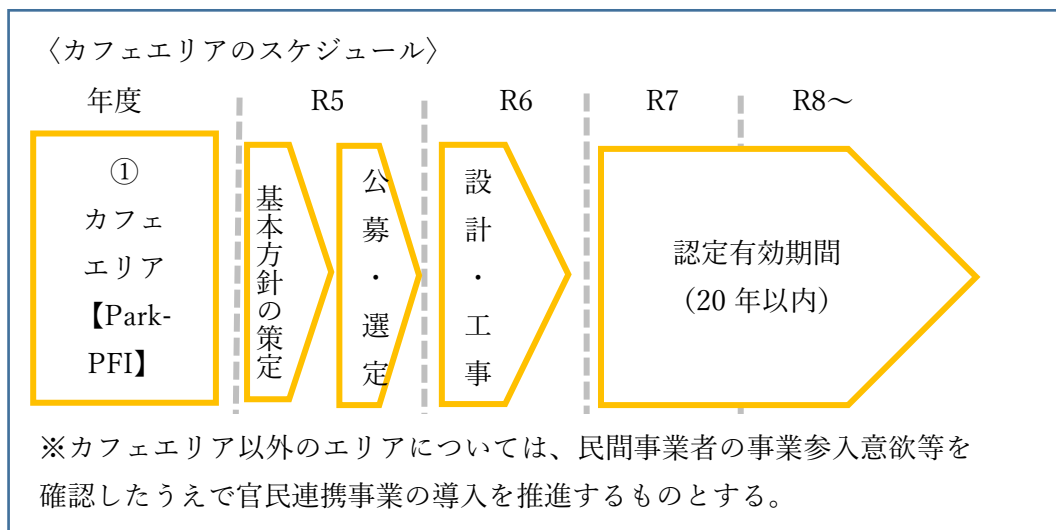 〈カフェエリアのスケジュール〉
年度 R5 R6 R7 R8～
①
カフェ
エリア
【Park-
PFI】
基本方針の策定
公募・選定
設計・工事
認定有効期間
（20 年以内）
※カフェエリア以外のエリアについては、民間事業者の事業参入意欲等を
確認したうえで官民連携事業の導入を推進するものとする。